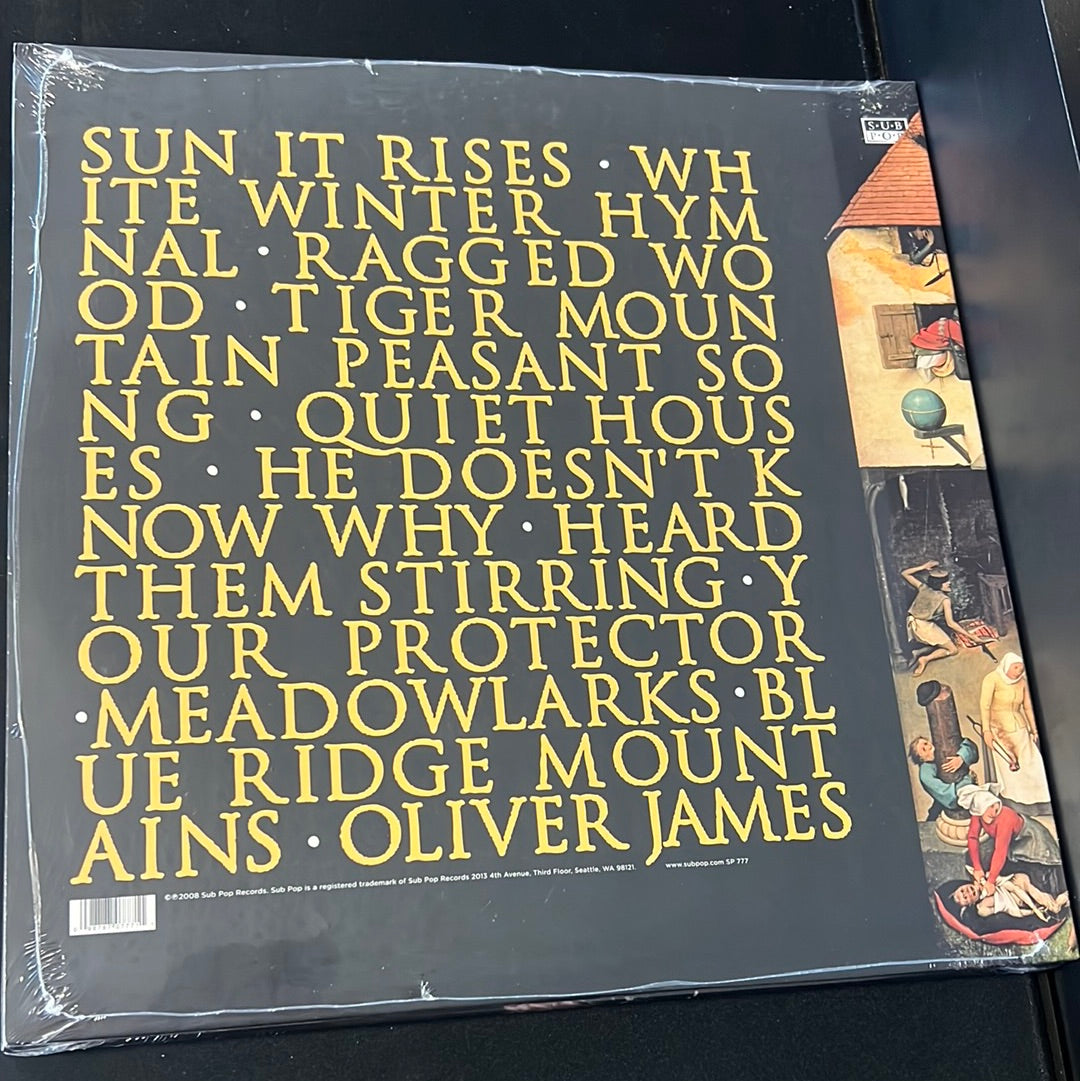 SUB
POP
SUN IT RISES · WH
ITE WINTER HYM
NAL · RAGGED WO
OD · TIGER MOUN
TAIN PEASANT SO
NG · QUIET HOUS
ES · HE DOESN'T K
NOW WHY · HEARD
THEM STIRRING · Y
OUR PROTECTOR
· MEADOWLARKS · BL
UE RIDGE MOUNT
AINS · OLIVER JAMES
©℗2008 Sub Pop Records. Sub Pop is a registered trademark of Sub Pop Records 2013 4th Avenue, Third Floor, Seattle, WA 98121. www.subpop.com SP 777